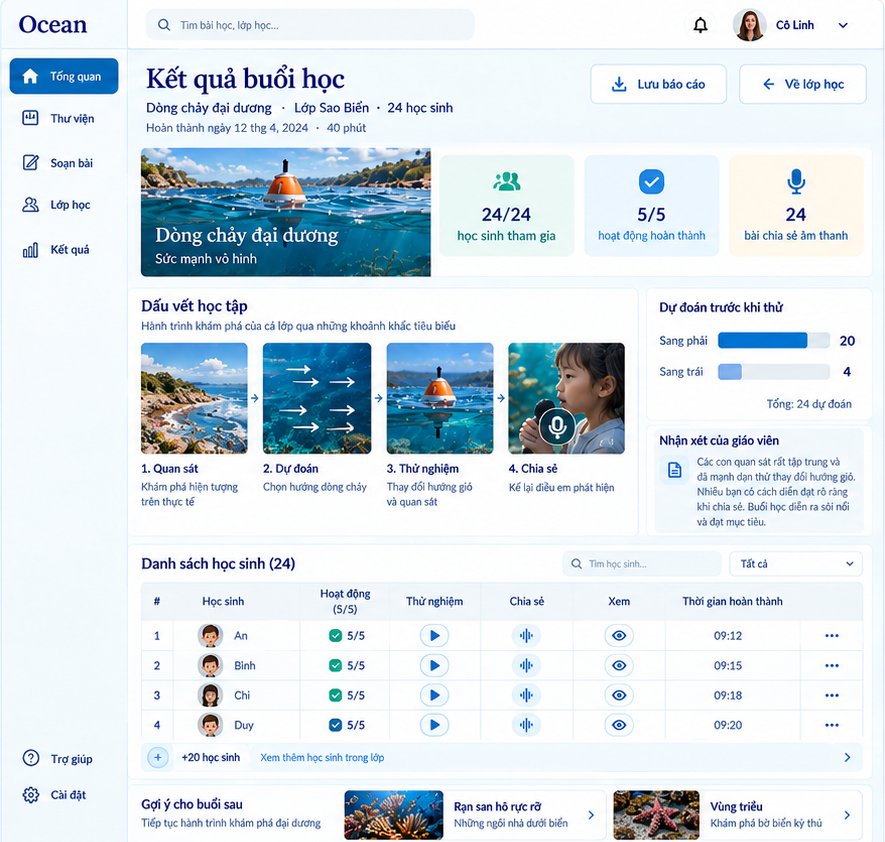 Ocean
Tìm bài học, lớp học...
Cô Linh
Tổng quan
Thư viện
Soạn bài
Lớp học
Kết quả
Trợ giúp
Cài đặt
Kết quả buổi học
Dòng chảy đại dương · Lớp Sao Biển · 24 học sinh
Hoàn thành ngày 12 thg 4, 2024 · 40 phút
Lưu báo cáo
Về lớp học
Dòng chảy đại dương
Sức mạnh vô hình
24/24
học sinh tham gia
5/5
hoạt động hoàn thành
24
bài chia sẻ âm thanh
Dấu vết học tập
Hành trình khám phá của cả lớp qua những khoảnh khắc tiêu biểu
1. Quan sát
Khám phá hiện tượng
trên thực tế
2. Dự đoán
Chọn hướng dòng chảy
3. Thử nghiệm
Thay đổi hướng gió
và quan sát
4. Chia sẻ
Kể lại điều em phát hiện
Dự đoán trước khi thử
Sang phải 20
Sang trái 4
Tổng: 24 dự đoán
Nhận xét của giáo viên
Các con quan sát rất tập trung và
đã mạnh dạn thử thay đổi hướng gió.
Nhiều bạn có cách diễn đạt rõ ràng
khi chia sẻ. Buổi học diễn ra sôi nổi
và đạt mục tiêu.
Danh sách học sinh (24)
Tìm học sinh...
Tất cả
# Học sinh Hoạt động (5/5) Thử nghiệm Chia sẻ Xem Thời gian hoàn thành
1 An 5/5 09:12
2 Bình 5/5 09:15
3 Chi 5/5 09:18
4 Duy 5/5 09:20
+20 học sinh Xem thêm học sinh trong lớp
Gợi ý cho buổi sau
Tiếp tục hành trình khám phá đại dương
Rạn san hô rực rỡ
Những ngôi nhà dưới biển
Vùng triều
Khám phá bờ biển kỳ thú